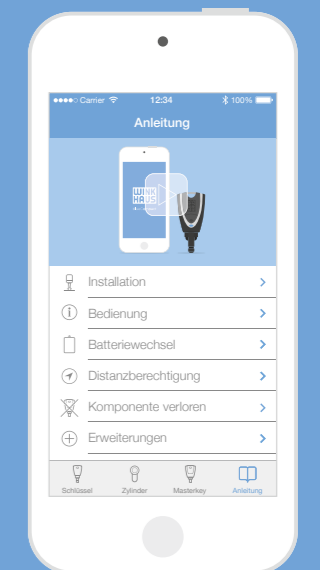 Carrier 12:34 100%
Anleitung
WINK
HAUS
Installation
Bedienung
Batteriewechsel
Distanzberechtigung
Komponente verloren
Erweiterungen
Schlüssel Zylinder Masterkey Anleitung